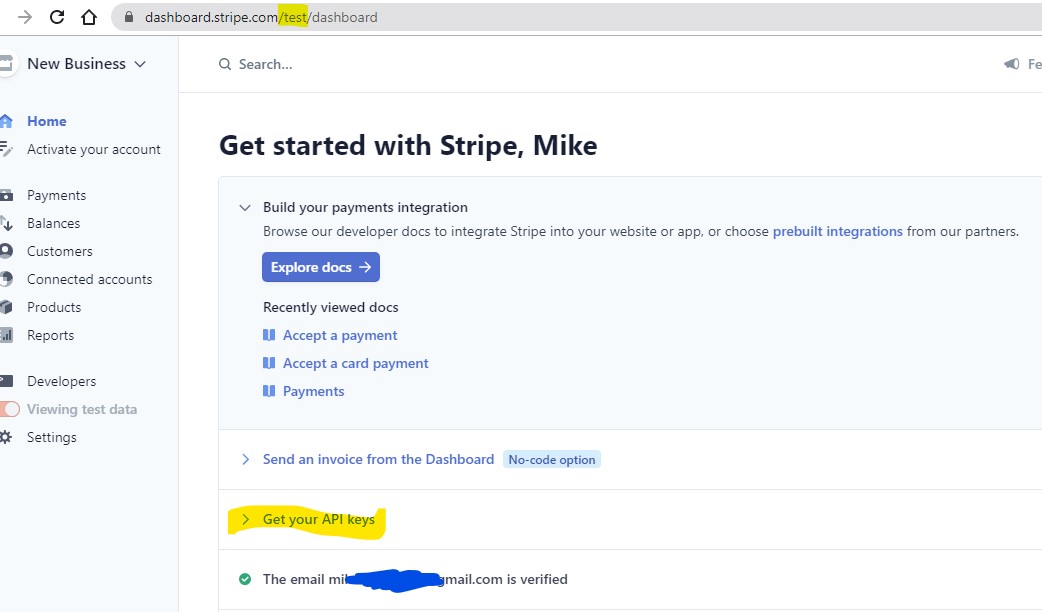 dashboard.stripe.com/test/dashboard
New Business
Search...
Fe
Home
Activate your account
Payments
Balances
Customers
Connected accounts
Products
Reports
Developers
Viewing test data
Settings
Get started with Stripe, Mike
Build your payments integration
Browse our developer docs to integrate Stripe into your website or app, or choose prebuilt integrations from our partners.
Explore docs →
Recently viewed docs
Accept a payment
Accept a card payment
Payments
Send an invoice from the Dashboard No-code option
Get your API keys
The email mi gmail.com is verified